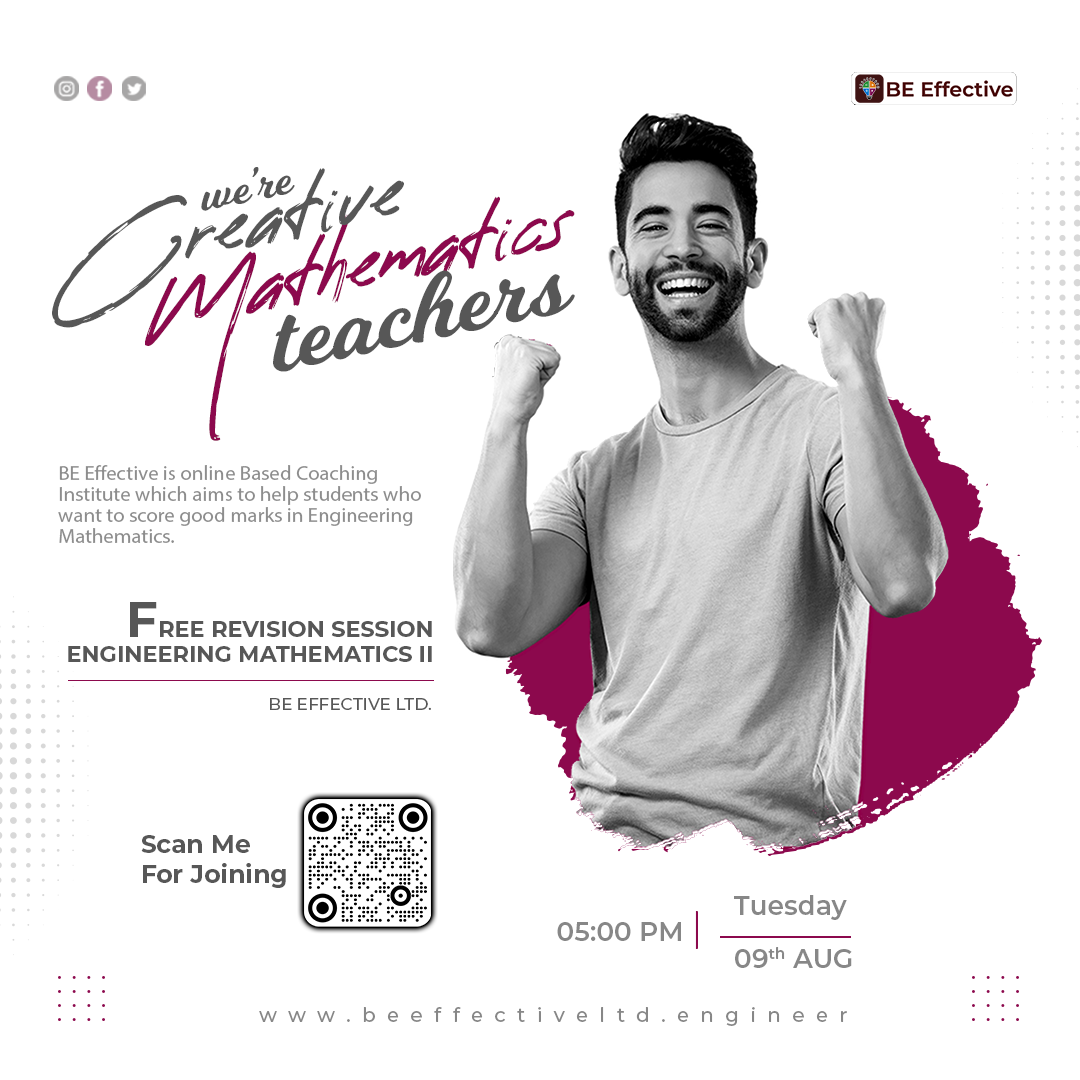 BE Effective
we're
Creative
Mathematics
teachers
BE Effective is online Based Coaching
Institute which aims to help students who
want to score good marks in Engineering
Mathematics.
FREE REVISION SESSION
ENGINEERING MATHEMATICS II
BE EFFECTIVE LTD.
Scan Me
For Joining
05:00 PM
Tuesday
09th AUG
www.beeffectiveltd.engineer